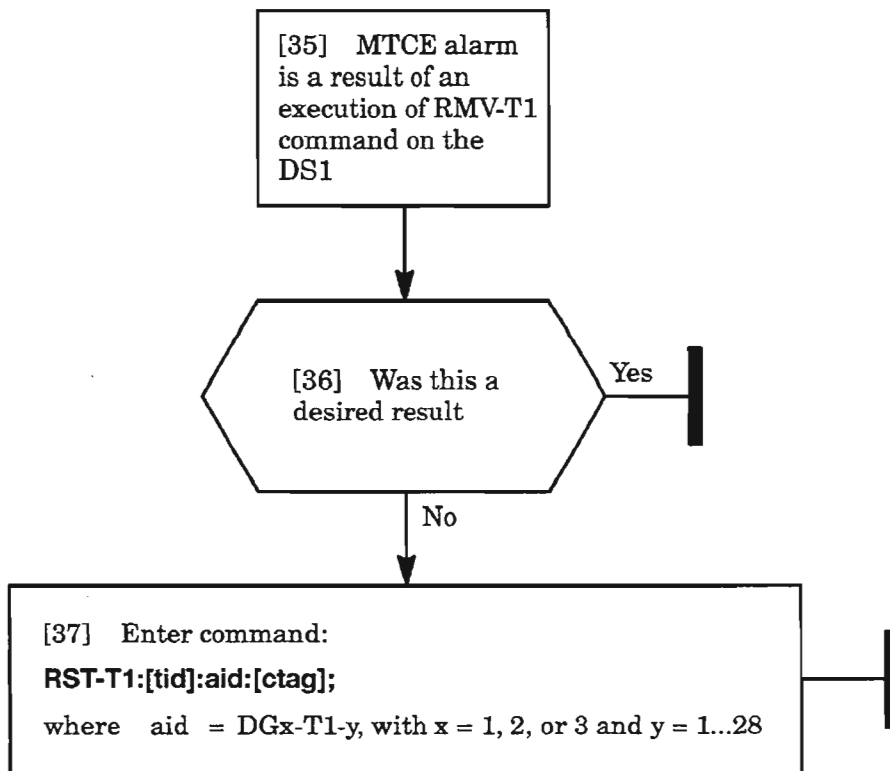 [35] MTCE alarm
is a result of an
execution of RMV-T1
command on the
DS1
[36] Was this a
desired result
Yes
No
[37] Enter command:
RST-T1:[tid]:aid:[ctag];
where aid = DGx-T1-y, with x = 1, 2, or 3 and y = 1...28